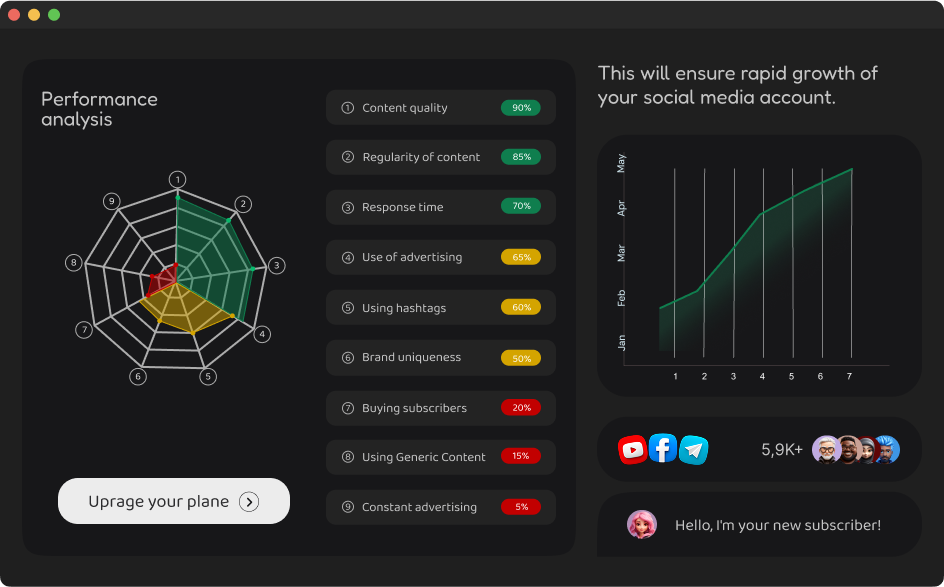 Performance
analysis
1
2
3
4
5
6
7
8
9
Uprage your plane
1 Content quality 90%
2 Regularity of content 85%
3 Response time 70%
4 Use of advertising 65%
5 Using hashtags 60%
6 Brand uniqueness 50%
7 Buying subscribers 20%
8 Using Generic Content 15%
9 Constant advertising 5%
This will ensure rapid growth of
your social media account.
May
Apr
Mar
Feb
Jan
1 2 3 4 5 6 7
5,9K+
Hello, I'm your new subscriber!